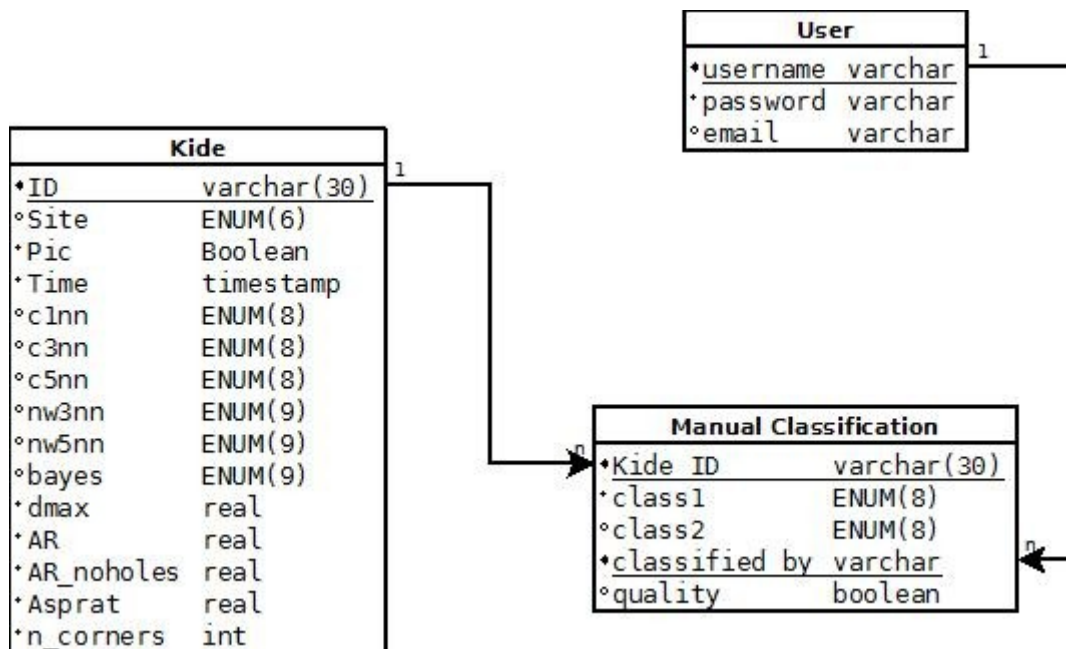 User
username varchar
password varchar
email varchar
1
Kide
ID varchar(30)
Site ENUM(6)
Pic Boolean
Time timestamp
c1nn ENUM(8)
c3nn ENUM(8)
c5nn ENUM(8)
nw3nn ENUM(9)
nw5nn ENUM(9)
bayes ENUM(9)
dmax real
AR real
AR_noholes real
Asprat real
n_corners int
1
Manual Classification
Kide ID varchar(30)
class1 ENUM(8)
class2 ENUM(8)
classified by varchar
quality boolean
n
n